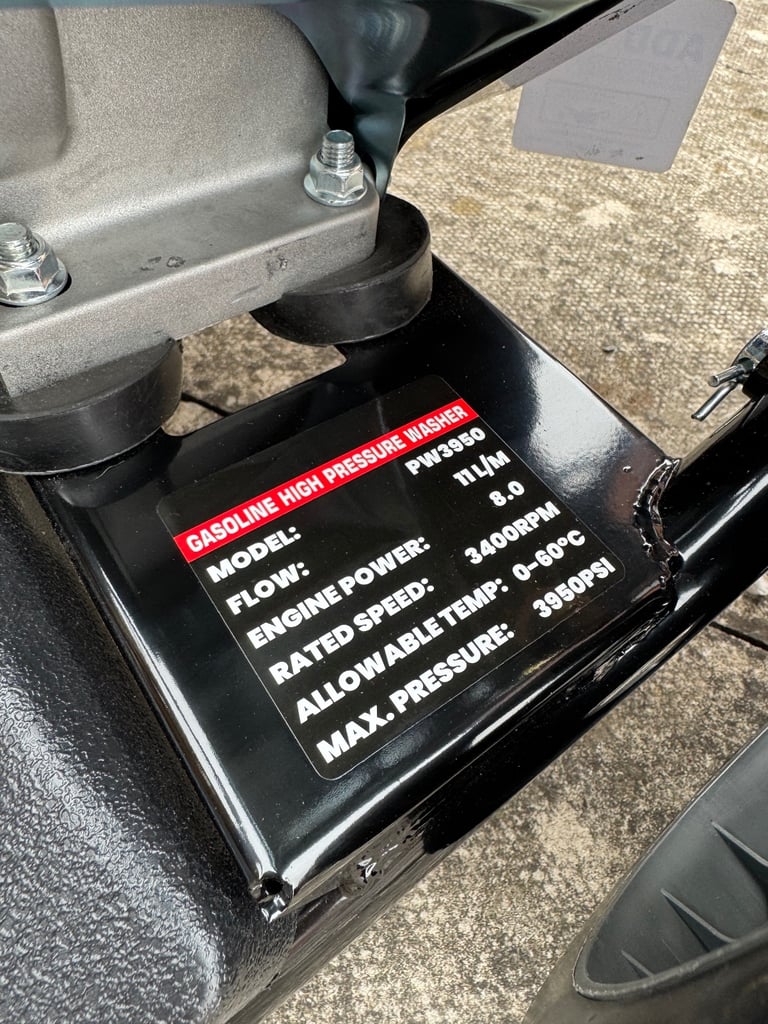 GASOLINE HIGH PRESSURE WASHER
MODEL: PW3950
FLOW: 11 L/M
ENGINE POWER: 8.0
RATED SPEED: 3400RPM
ALLOWABLE TEMP: 0-60°C
MAX. PRESSURE: 3950PSI